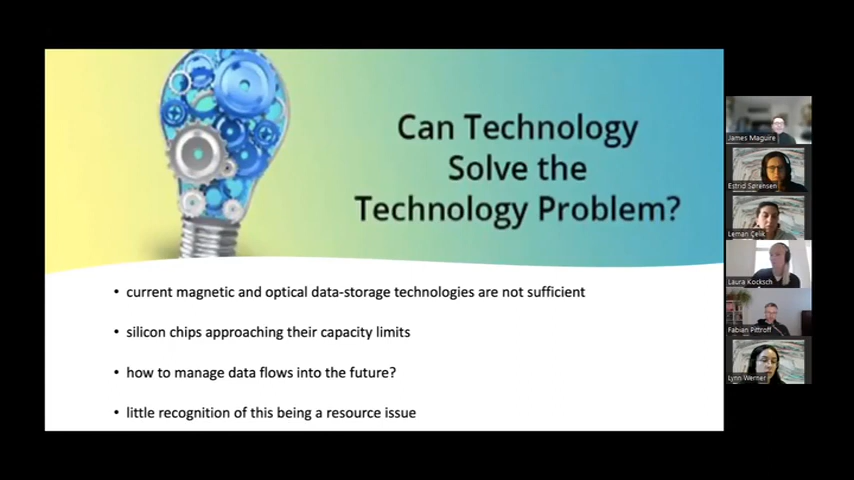 Can Technology
Solve the
Technology Problem?
• current magnetic and optical data-storage technologies are not sufficient
• silicon chips approaching their capacity limits
• how to manage data flows into the future?
• little recognition of this being a resource issue
James Maguire
Estrid Sørensen
Leman Çelik
Laura Kocksch
Fabian Pittroff
Lynn Werner